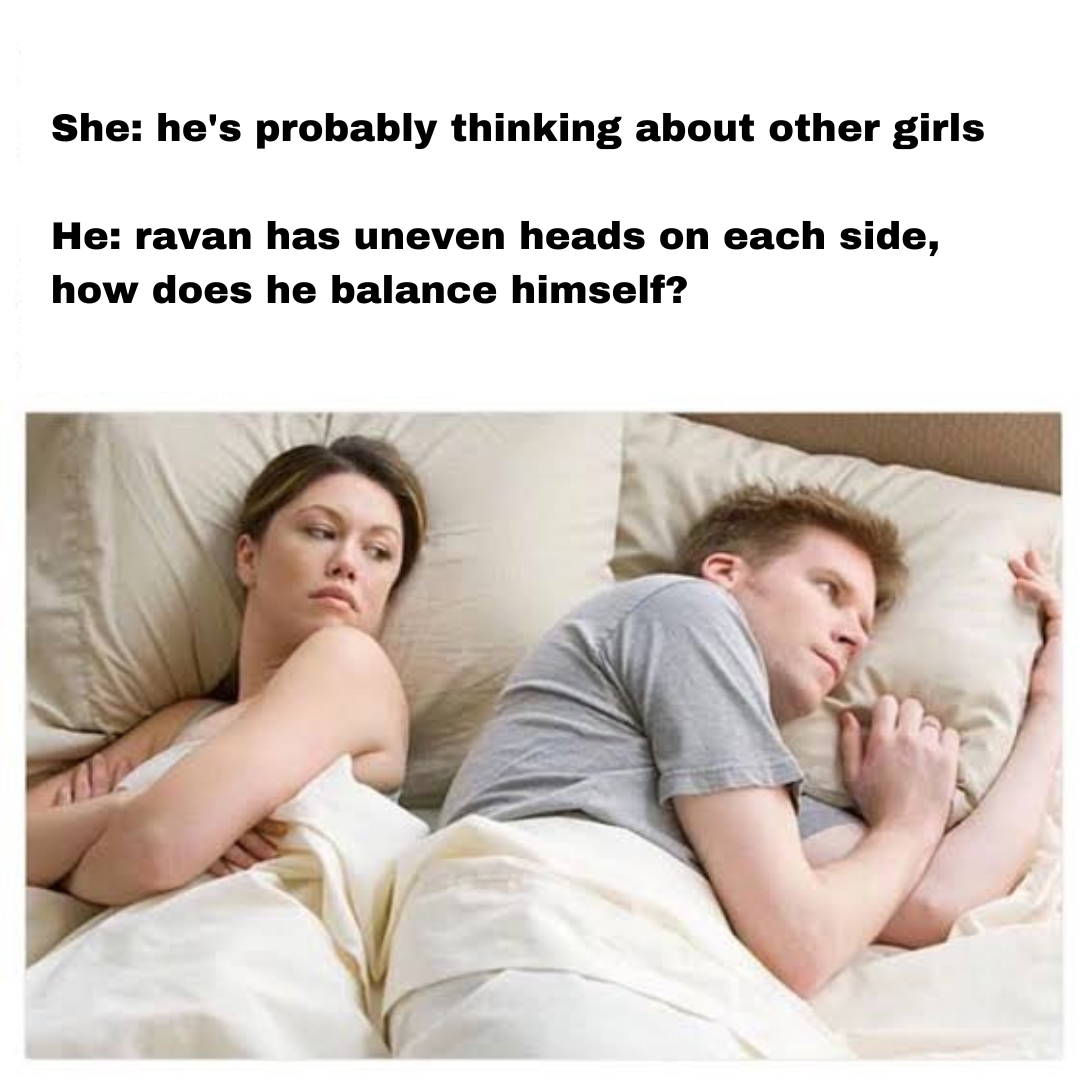 She: he's probably thinking about other girls
He: ravan has uneven heads on each side,
how does he balance himself?